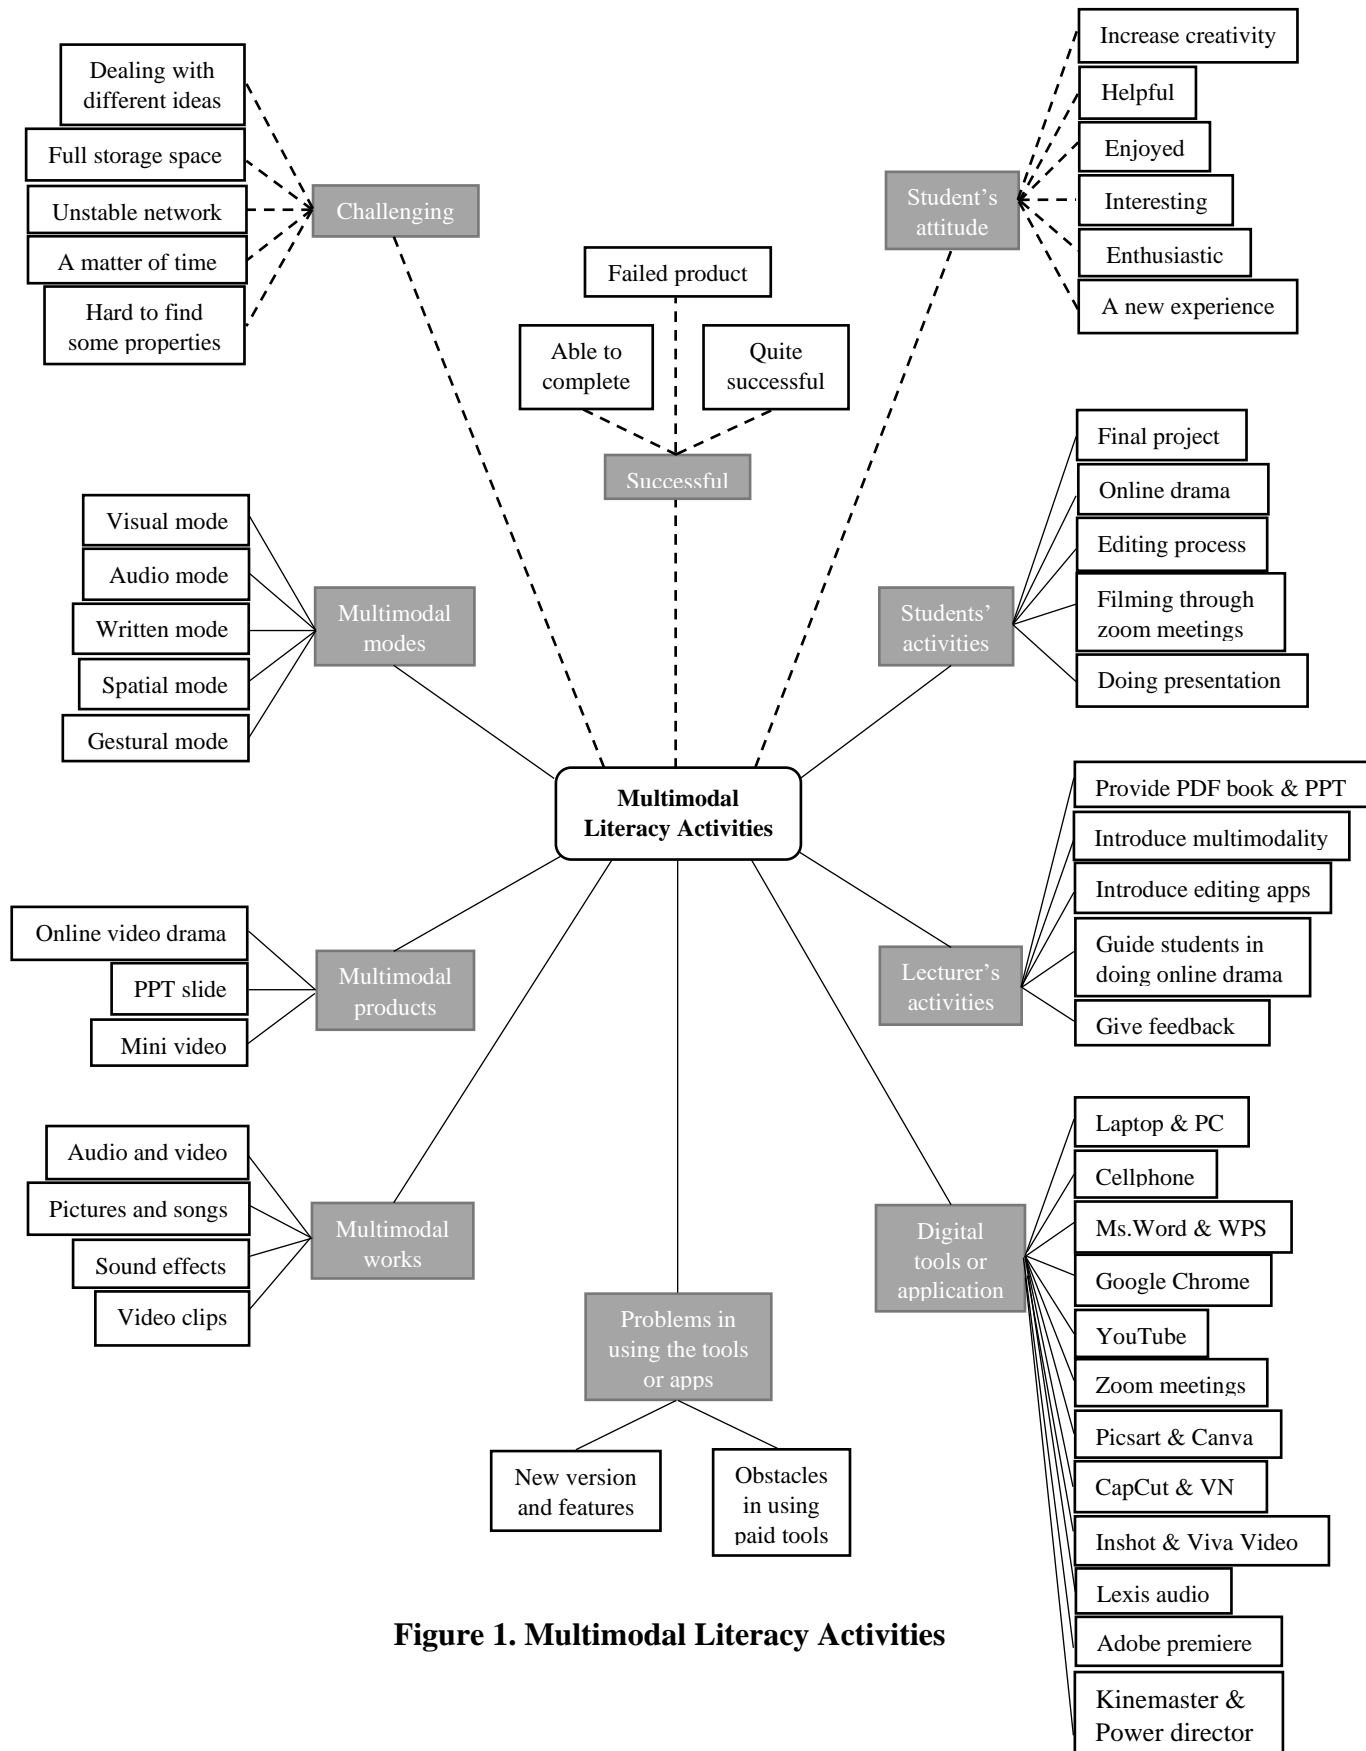 Dealing with
different ideas
Full storage space
Unstable network
A matter of time
Hard to find
some properties
Challenging
Failed product
Able to
complete
Quite
successful
Successful
Student's
attitude
Increase creativity
Helpful
Enjoyed
Interesting
Enthusiastic
A new experience
Visual mode
Audio mode
Written mode
Spatial mode
Gestural mode
Multimodal
modes
Students'
activities
Final project
Online drama
Editing process
Filming through
zoom meetings
Doing presentation
Multimodal
Literacy Activities
Online video drama
PPT slide
Mini video
Multimodal
products
Lecturer's
activities
Provide PDF book & PPT
Introduce multimodality
Introduce editing apps
Guide students in
doing online drama
Give feedback
Audio and video
Pictures and songs
Sound effects
Video clips
Multimodal
works
Problems in
using the tools
or apps
New version
and features
Obstacles
in using
paid tools
Digital
tools or
application
Laptop & PC
Cellphone
Ms.Word & WPS
Google Chrome
YouTube
Zoom meetings
Picsart & Canva
CapCut & VN
Inshot & Viva Video
Lexis audio
Adobe premiere
Kinemaster &
Power director
Figure 1. Multimodal Literacy Activities